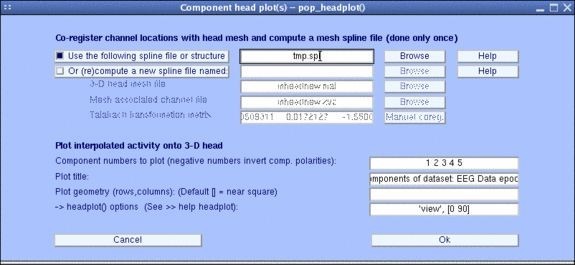 Component head plot(s) -- pop_headplot()
Co-register channel locations with head mesh and compute a mesh spline file (done only once)
Use the following spline file or structure tmp.spl Browse Help
Or (re)compute a new spline file named: Browse Help
3-D head mesh file mheadnew.mat Browse
Mesh associated channel file mheadnew.xyz Browse
Talairach transformation matrix Manual coreg.
Plot interpolated activity onto 3-D head
Component numbers to plot (negative numbers invert comp. polarities): 1 2 3 4 5
Plot title: omponents of dataset: EEG Data epoc
Plot geometry (rows,columns): (Default [] = near square)
-> headplot() options (See >> help headplot): 'view', [0 90]
Cancel Ok